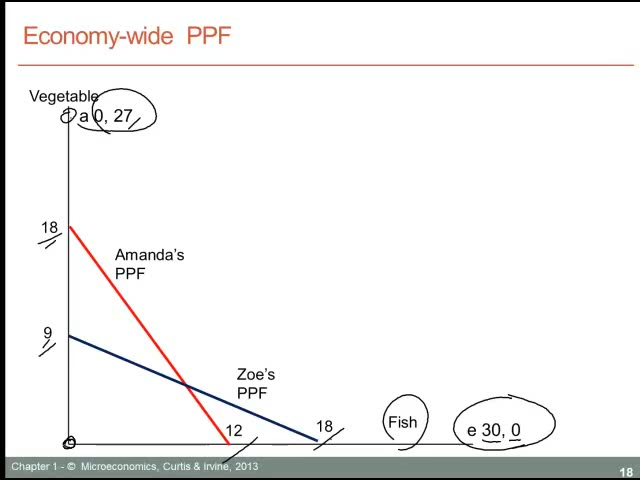 Economy-wide PPF
Vegetable
a 0, 27
18
Amanda's
PPF
9
Zoe's
PPF
12
18
Fish
e 30, 0
Chapter 1 - © Microeconomics, Curtis & Irvine, 2013
18